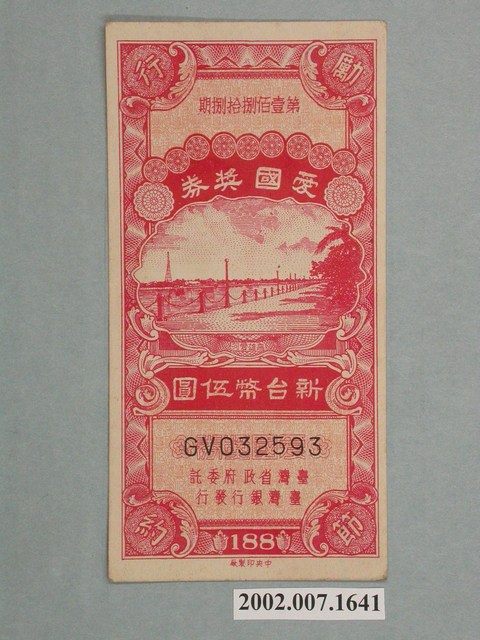 勵行
第壹佰捌拾捌期
愛國獎券
新台幣伍圓
GV032593
臺灣省政府委託
臺灣銀行發行
節約
188
中央印製廠
2002.007.1641